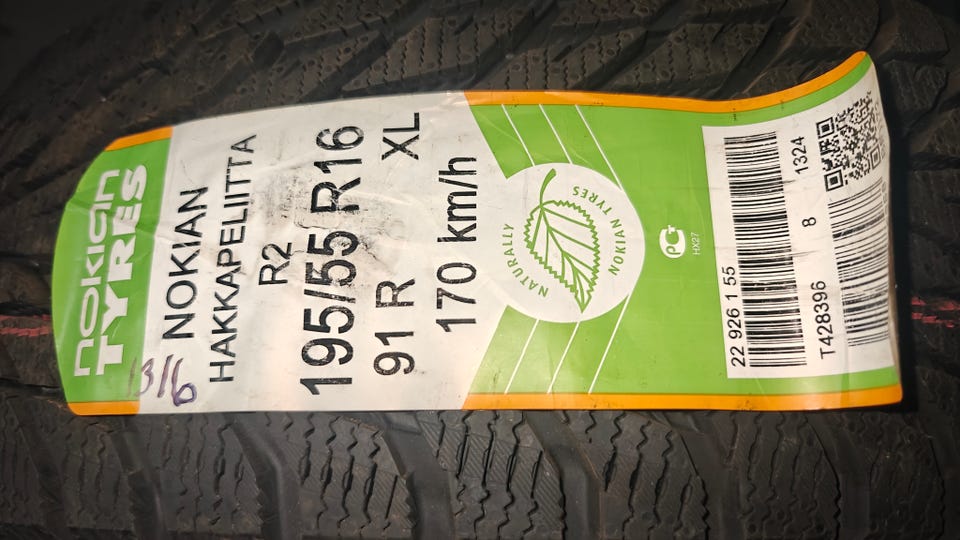 nokian
TYRES
13/6
NOKIAN
HAKKAPELIITTA
R2
195/55 R16
91 R XL
170 km/h
NATURALLY
NOKIAN TYRES
PCT
HX27
22 926 1 55
1324
8
T428396